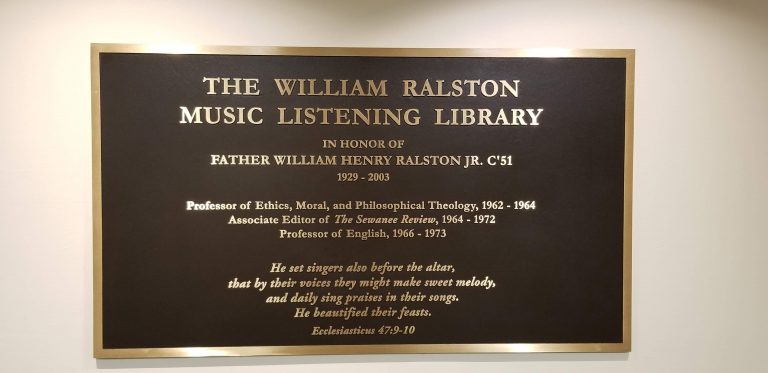 THE WILLIAM RALSTON
MUSIC LISTENING LIBRARY
IN HONOR OF
FATHER WILLIAM HENRY RALSTON JR. C'51
1929 - 2003
Professor of Ethics, Moral, and Philosophical Theology, 1962 - 1964
Associate Editor of The Sewanee Review, 1964 - 1972
Professor of English, 1966 - 1973
He set singers also before the altar,
that by their voices they might make sweet melody,
and daily sing praises in their songs.
He beautified their feasts.
Ecclesiasticus 47:9-10